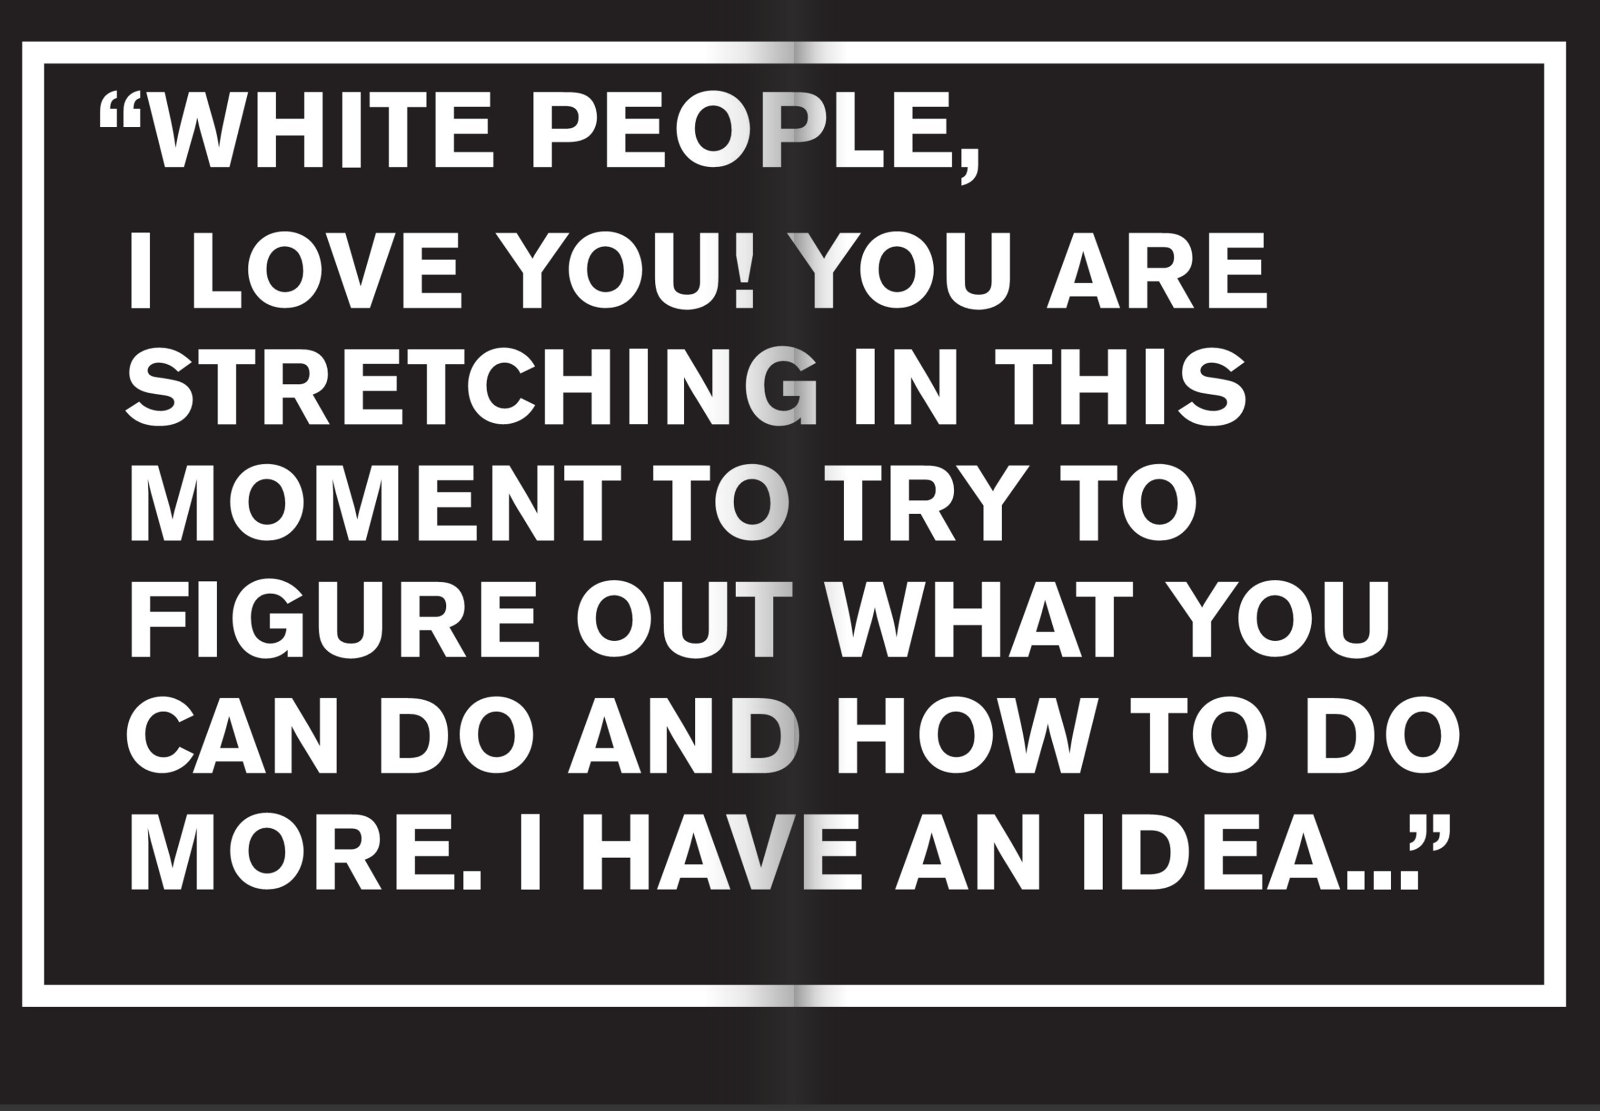 “WHITE PEOPLE,
I LOVE YOU! YOU ARE
STRETCHING IN THIS
MOMENT TO TRY TO
FIGURE OUT WHAT YOU
CAN DO AND HOW TO DO
MORE. I HAVE AN IDEA...”